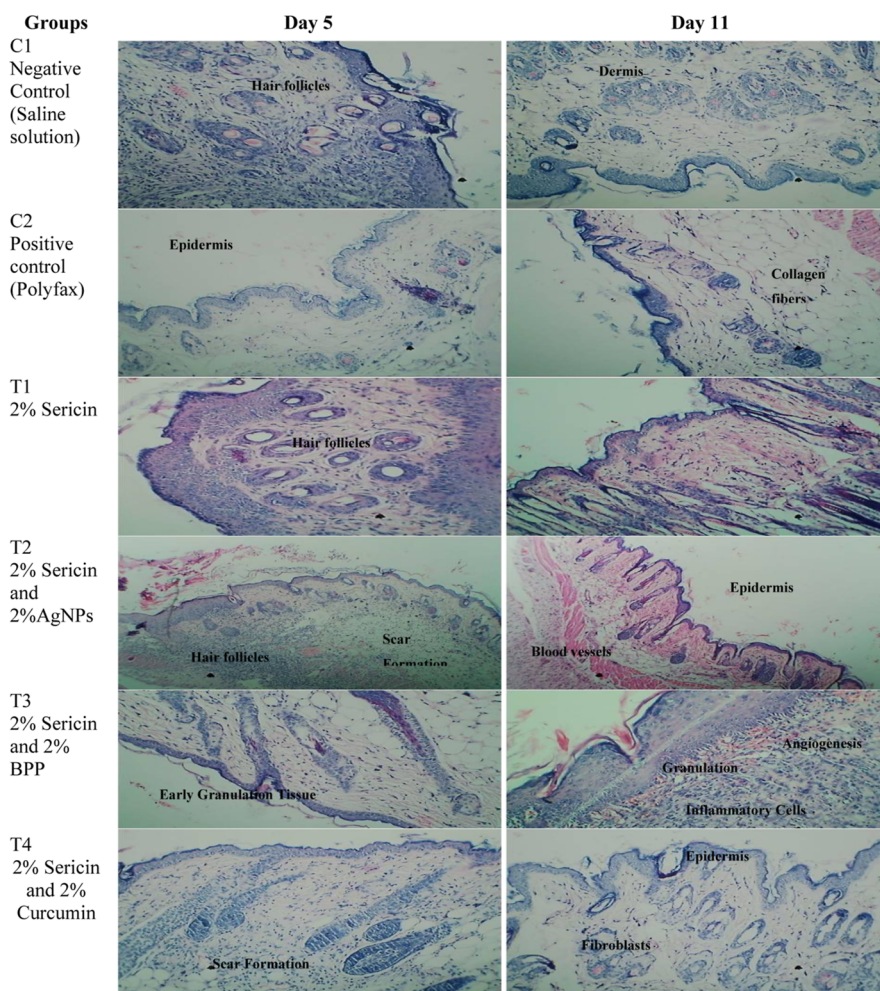 Groups
Day 5
Day 11
C1
Negative
Control
(Saline
solution)
Hair follicles
Dermis
C2
Positive
control
(Polyfax)
Epidermis
Collagen
fibers
T1
2% Sericin
Hair follicles
T2
2% Sericin
and
2%AgNPs
Hair follicles
Scar
Formation
Epidermis
Blood vessels
T3
2% Sericin
and 2%
BPP
Early Granulation Tissue
Angiogenesis
Granulation
Inflammatory Cells
T4
2% Sericin
and 2%
Curcumin
Scar Formation
Epidermis
Fibroblasts